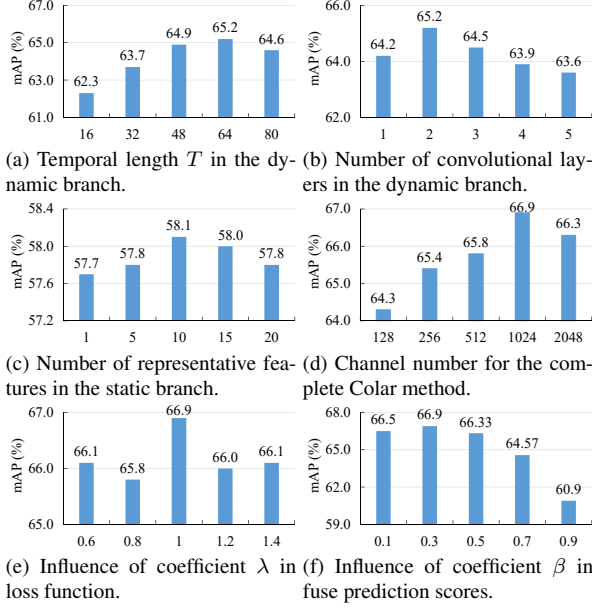 mAP (%)
67.0
65.0
63.0
61.0
62.3
63.7
64.9
65.2
64.6
16 32 48 64 80
(a) Temporal length T in the dy-
namic branch.
mAP (%)
66.0
64.0
62.0
64.2
65.2
64.5
63.9
63.6
1 2 3 4 5
(b) Number of convolutional lay-
ers in the dynamic branch.
mAP (%)
58.4
58.0
57.6
57.2
57.7
57.8
58.1
58.0
57.8
1 5 10 15 20
(c) Number of representative fea-
tures in the static branch.
mAP (%)
67.0
66.0
65.0
64.0
64.3
65.4
65.8
66.9
66.3
128 256 512 1024 2048
(d) Channel number for the com-
plete Colar method.
mAP (%)
67.0
66.0
65.0
66.1
65.8
66.9
66.0
66.1
0.6 0.8 1 1.2 1.4
(e) Influence of coefficient λ in
loss function.
mAP (%)
68.0
65.0
62.0
59.0
66.5
66.9
66.33
64.57
60.9
0.1 0.3 0.5 0.7 0.9
(f) Influence of coefficient β in
fuse prediction scores.